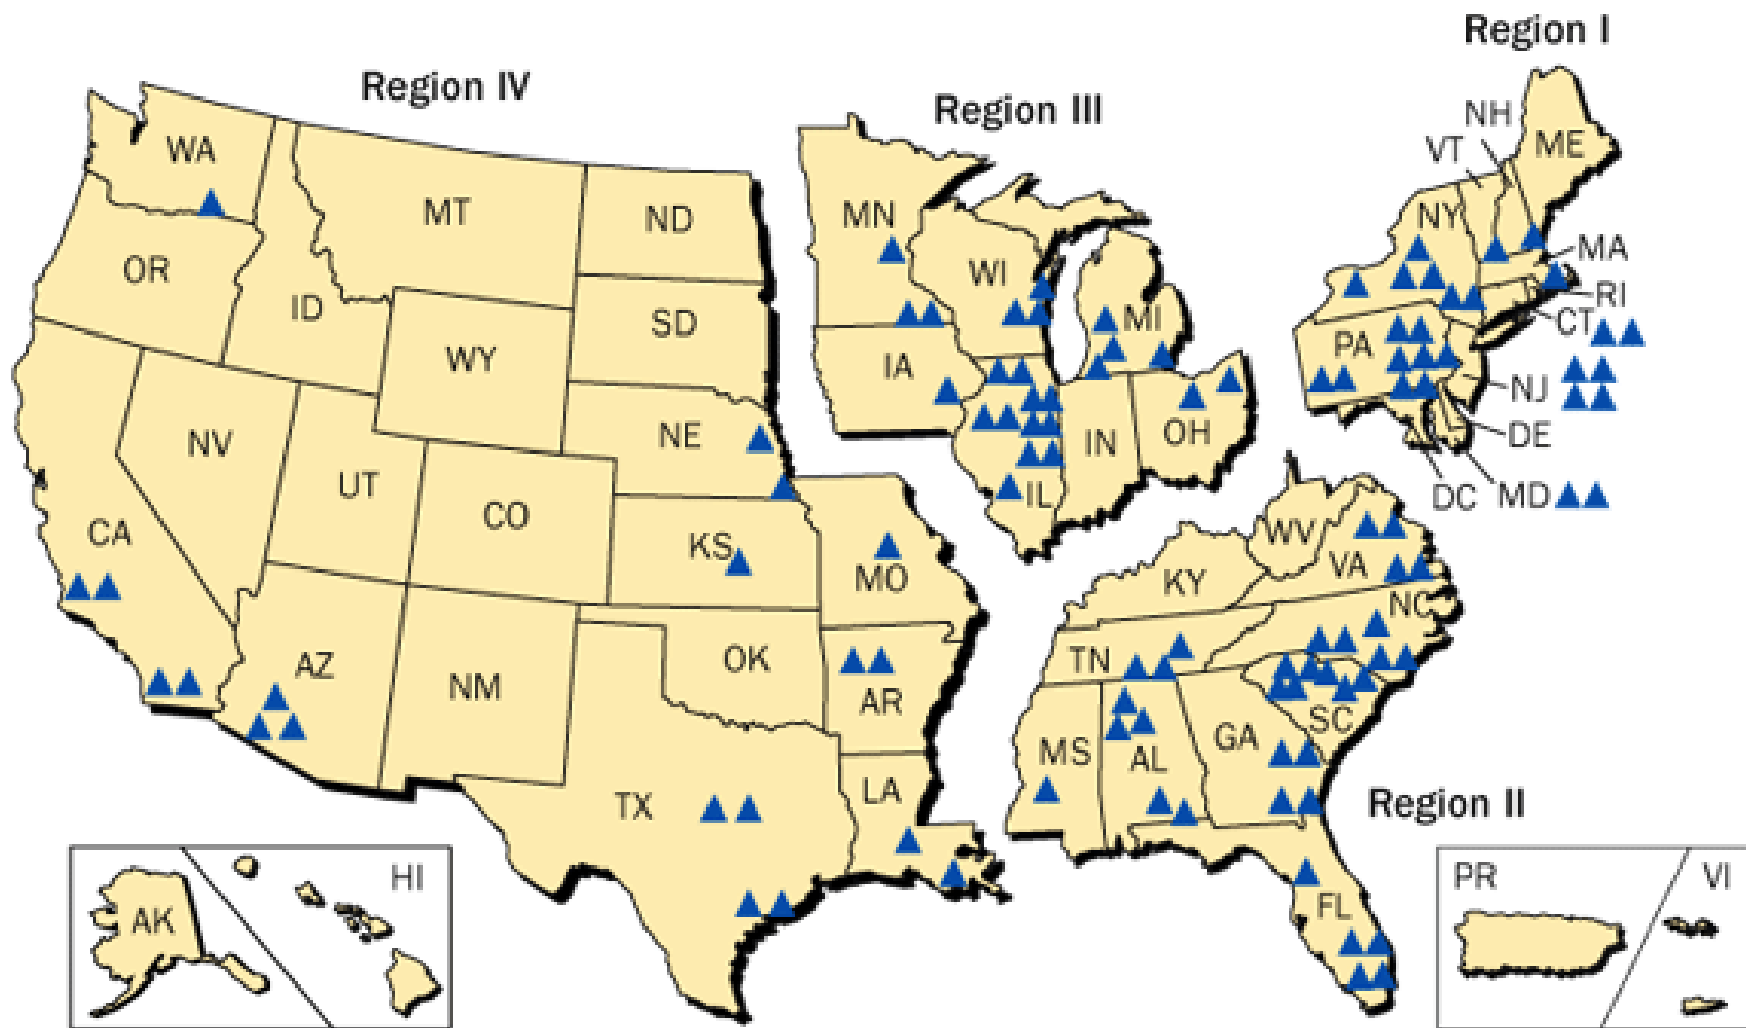 Region I
Region IV
Region III
NH
WA
VT
ME
MT
ND
MN
NY
OR
WI
MA
ID
SD
MI
RI
WY
IA
PA
CT
NJ
NV
NE
IN
OH
DE
UT
CO
IL
DC
MD
CA
KS
MO
WV
VA
KY
NC
AZ
NM
OK
AR
TN
SC
MS
AL
GA
TX
LA
Region II
HI
AK
FL
PR
VI